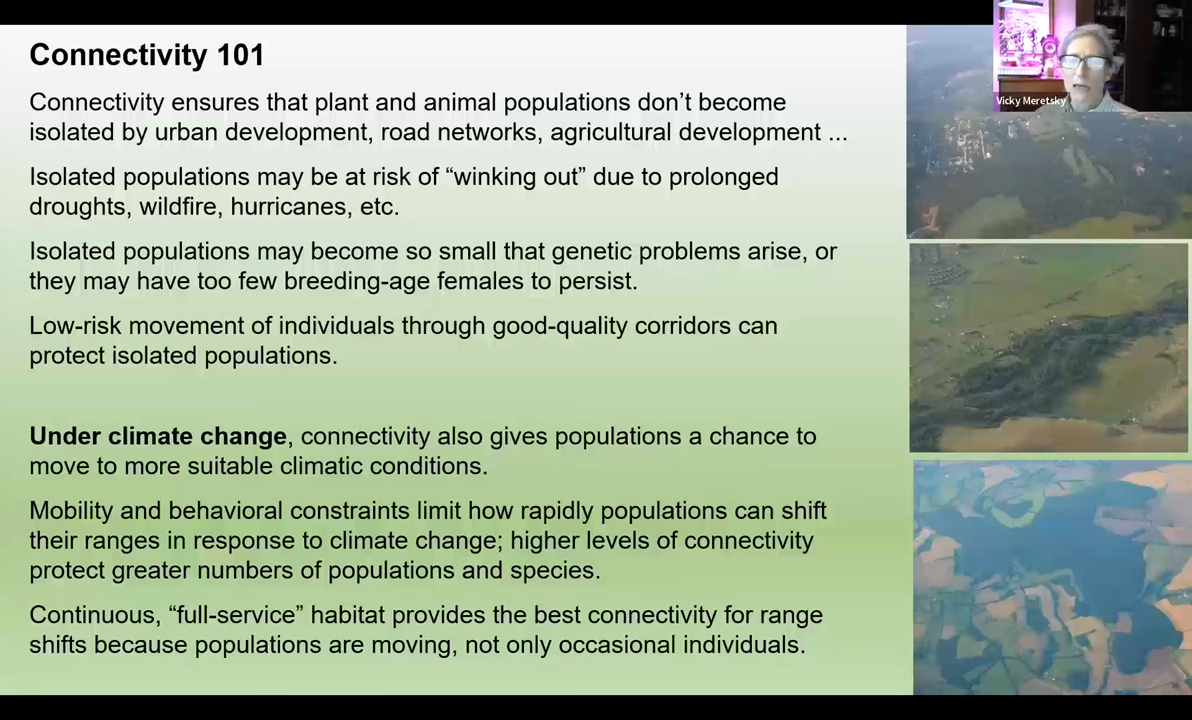 Connectivity 101
Connectivity ensures that plant and animal populations don’t become
isolated by urban development, road networks, agricultural development ...
Isolated populations may be at risk of “winking out” due to prolonged
droughts, wildfire, hurricanes, etc.
Isolated populations may become so small that genetic problems arise, or
they may have too few breeding-age females to persist.
Low-risk movement of individuals through good-quality corridors can
protect isolated populations.
Under climate change, connectivity also gives populations a chance to
move to more suitable climatic conditions.
Mobility and behavioral constraints limit how rapidly populations can shift
their ranges in response to climate change; higher levels of connectivity
protect greater numbers of populations and species.
Continuous, “full-service” habitat provides the best connectivity for range
shifts because populations are moving, not only occasional individuals.
Vicky Meretsky